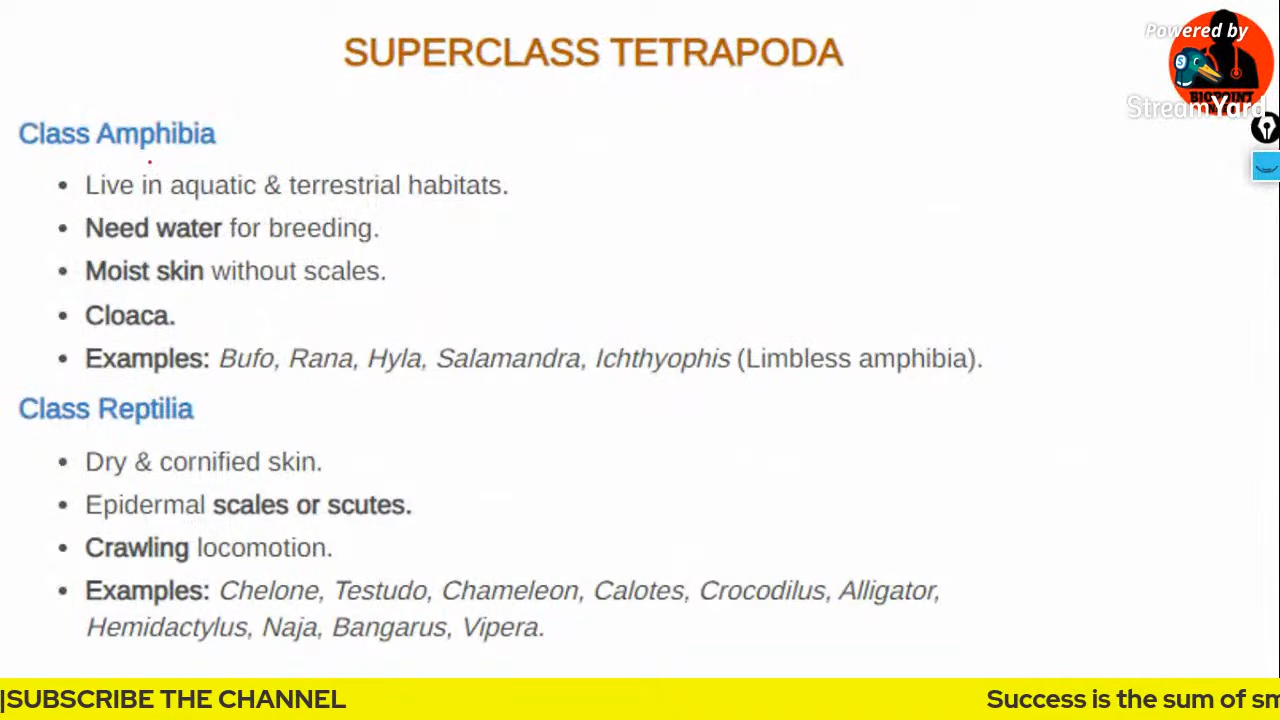 SUPERCLASS TETRAPODA
Powered by
StreamYard
Class Amphibia
• Live in aquatic & terrestrial habitats.
• Need water for breeding.
• Moist skin without scales.
• Cloaca.
• Examples: Bufo, Rana, Hyla, Salamandra, Ichthyophis (Limbless amphibia).
Class Reptilia
• Dry & cornified skin.
• Epidermal scales or scutes.
• Crawling locomotion.
• Examples: Chelone, Testudo, Chameleon, Calotes, Crocodilus, Alligator,
Hemidactylus, Naja, Bangarus, Vipera.
|SUBSCRIBE THE CHANNEL
Success is the sum of sm